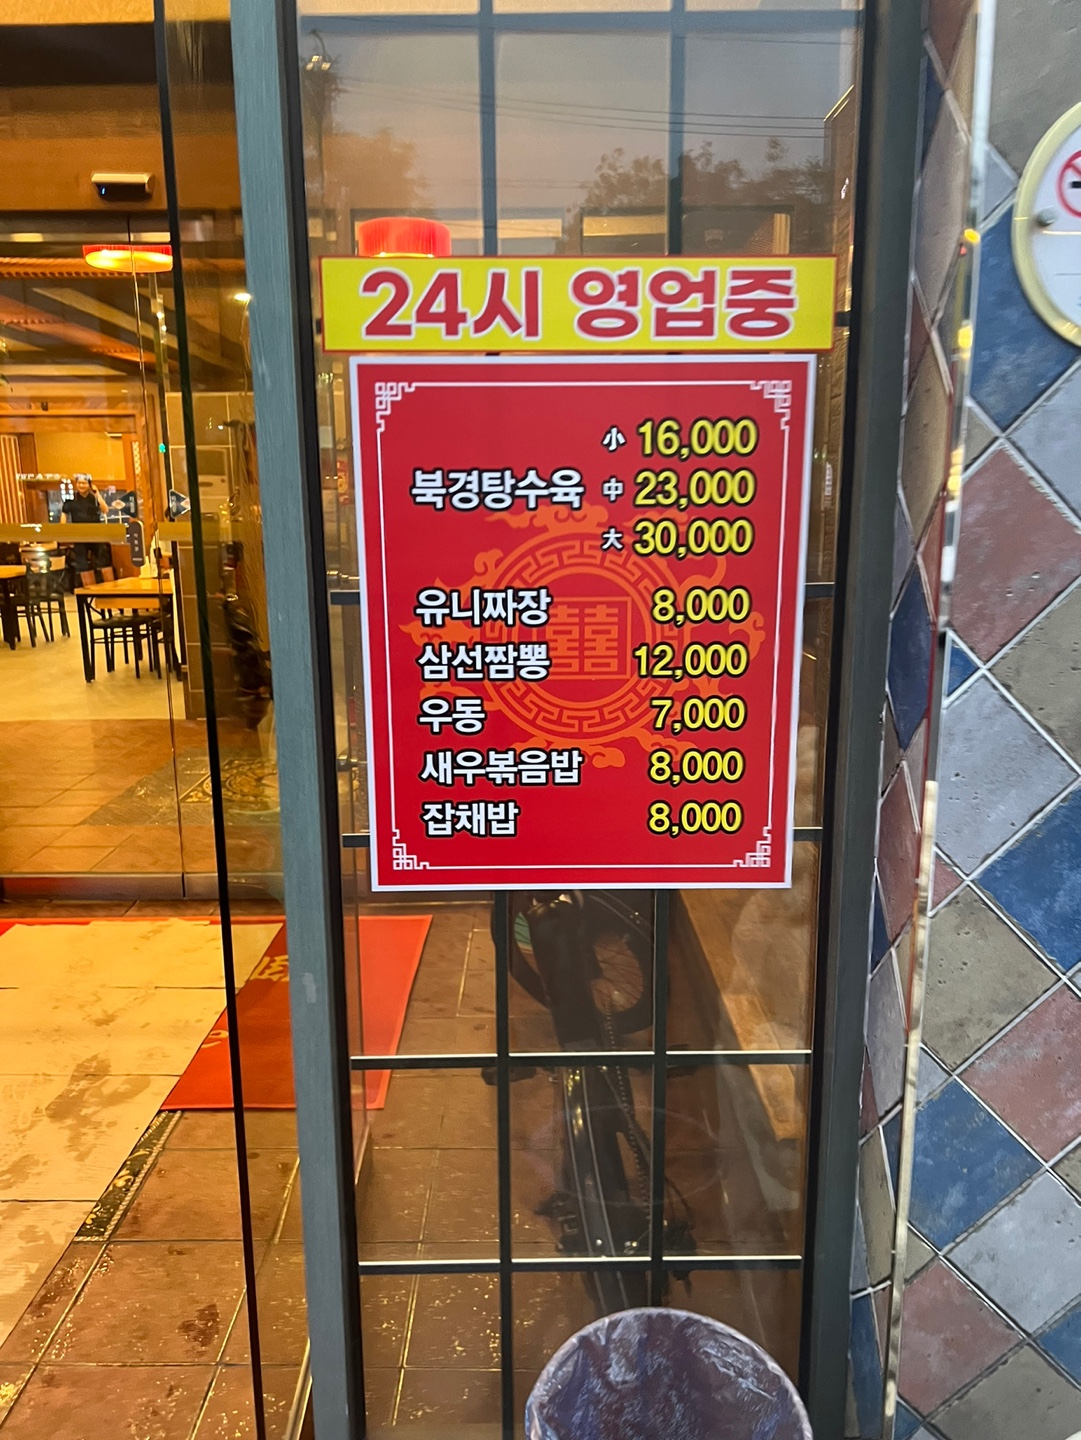 24시 영업중
小 16,000
북경탕수육 中 23,000
大 30,000
유니짜장 8,000
삼선짬뽕 12,000
우동 7,000
새우볶음밥 8,000
잡채밥 8,000
囍